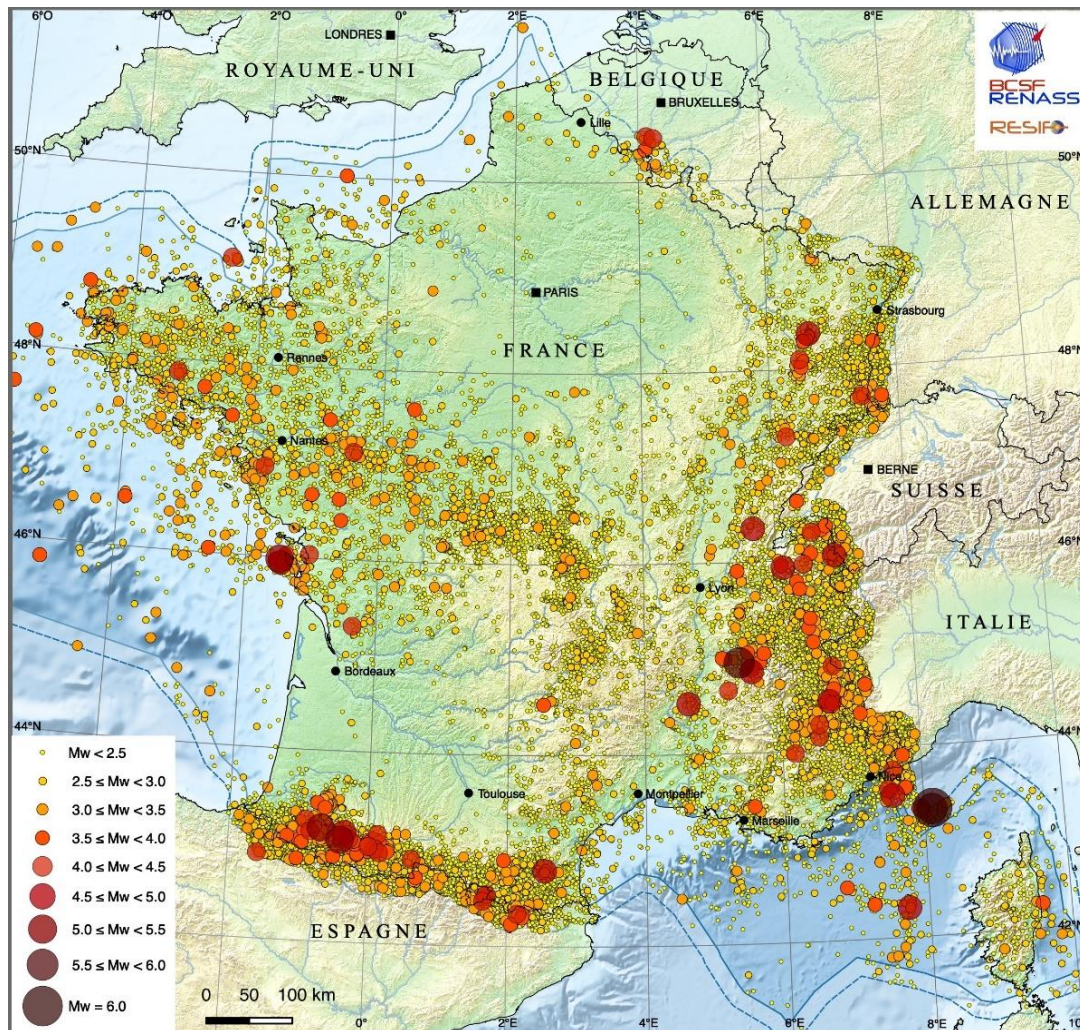 6°O
4°O
2°O
0°
2°E
4°E
6°E
8°E
LONDRES
ROYAUME-UNI
BELGIQUE
BRUXELLES
Lille
BCSF
RENASS
RESIF
50°N
50°N
ALLEMAGNE
PARIS
Strasbourg
48°N
Rennes
FRANCE
48°N
Nantes
BERNE
SUISSE
46°N
46°N
Lyon
ITALIE
Bordeaux
44°N
44°N
Mw < 2.5
2.5 ≤ Mw < 3.0
3.0 ≤ Mw < 3.5
3.5 ≤ Mw < 4.0
4.0 ≤ Mw < 4.5
4.5 ≤ Mw < 5.0
5.0 ≤ Mw < 5.5
5.5 ≤ Mw < 6.0
Mw = 6.0
Toulouse
Montpellier
Nice
Marseille
ESPAGNE
42°N
0 50 100 km
0°
2°E
4°E
6°E
8°E